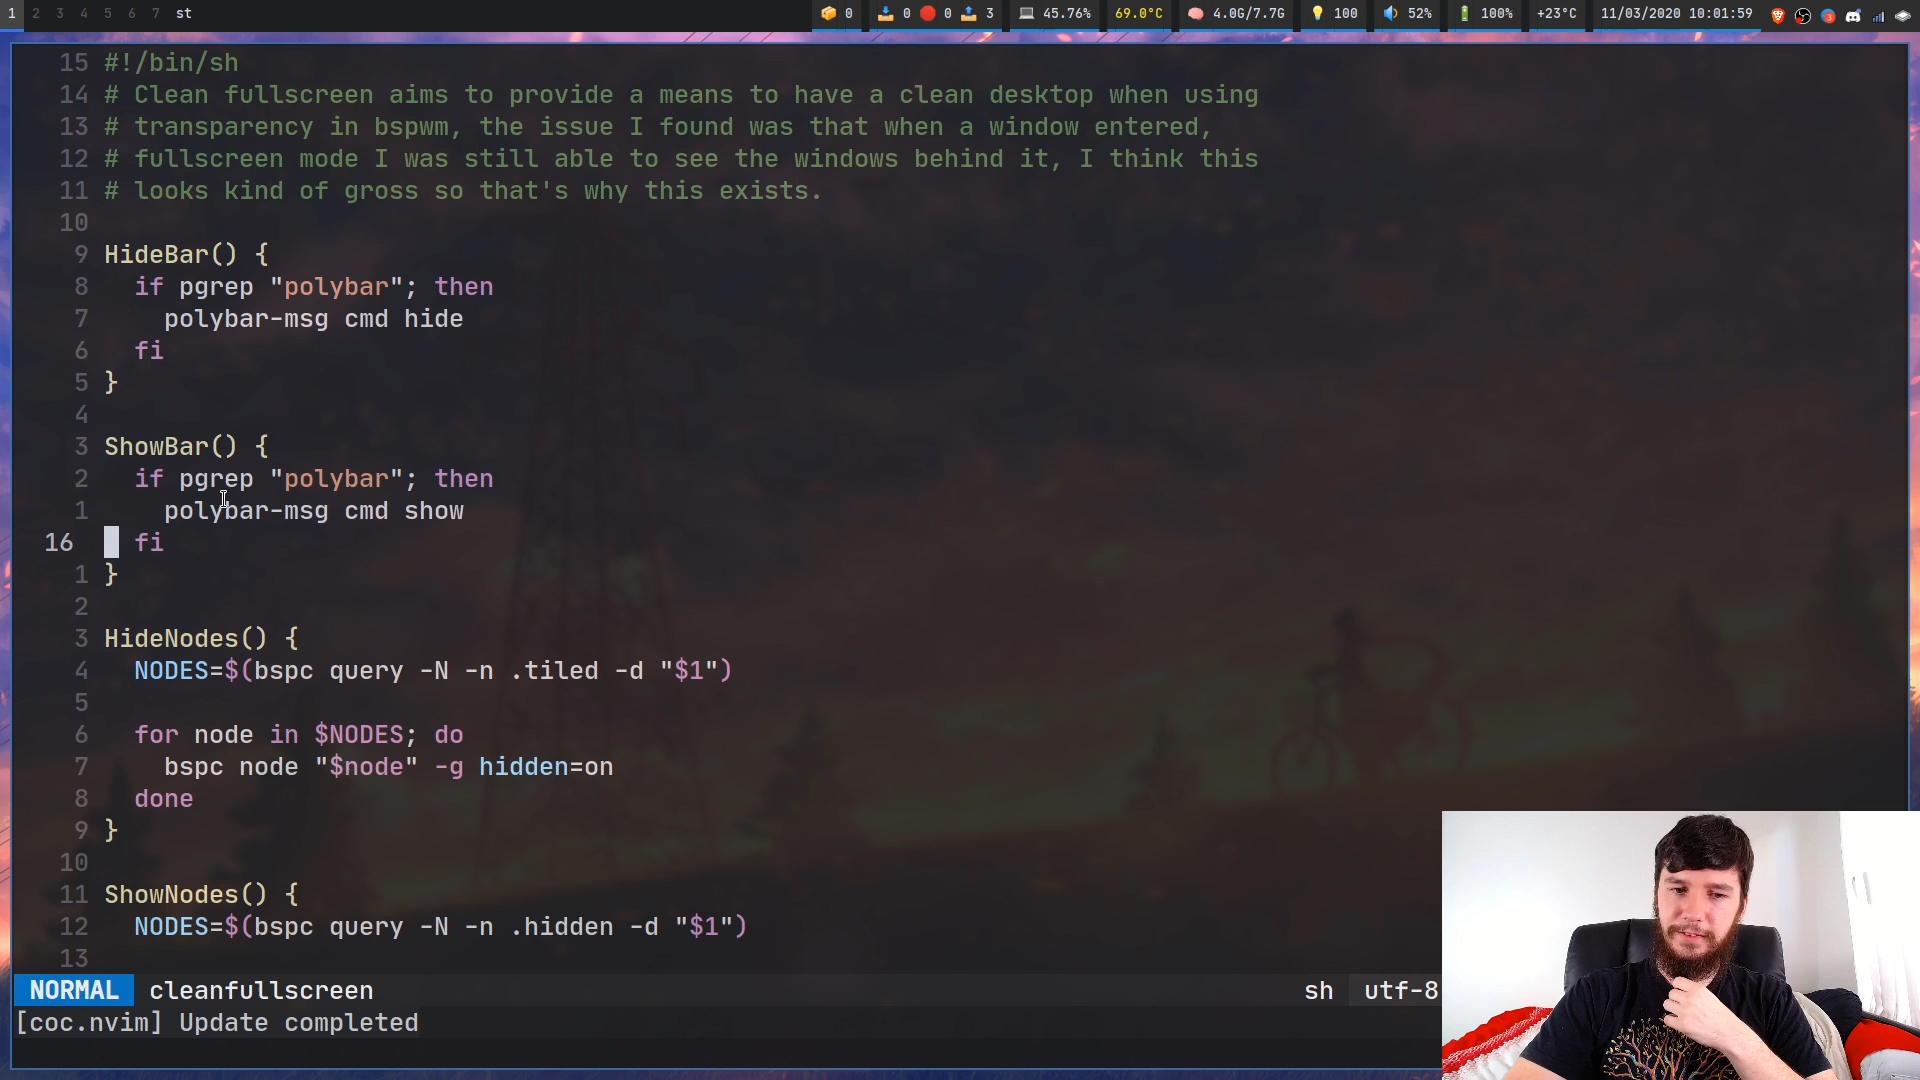 1 2 3 4 5 6 7 st 0 0 0 3 45.76% 69.0°C 4.0G/7.7G 100 52% 100% +23°C 11/03/2020 10:01:59
15 #!/bin/sh
14 # Clean fullscreen aims to provide a means to have a clean desktop when using
13 # transparency in bspwm, the issue I found was that when a window entered,
12 # fullscreen mode I was still able to see the windows behind it, I think this
11 # looks kind of gross so that's why this exists.
10
9 HideBar() {
8 if pgrep "polybar"; then
7 polybar-msg cmd hide
6 fi
5 }
4
3 ShowBar() {
2 if pgrep "polybar"; then
1 polybar-msg cmd show
16 fi
1 }
2
3 HideNodes() {
4 NODES=$(bspc query -N -n .tiled -d "$1")
5
6 for node in $NODES; do
7 bspc node "$node" -g hidden=on
8 done
9 }
10
11 ShowNodes() {
12 NODES=$(bspc query -N -n .hidden -d "$1")
13
NORMAL cleanfullscreen sh utf-8
[coc.nvim] Update completed